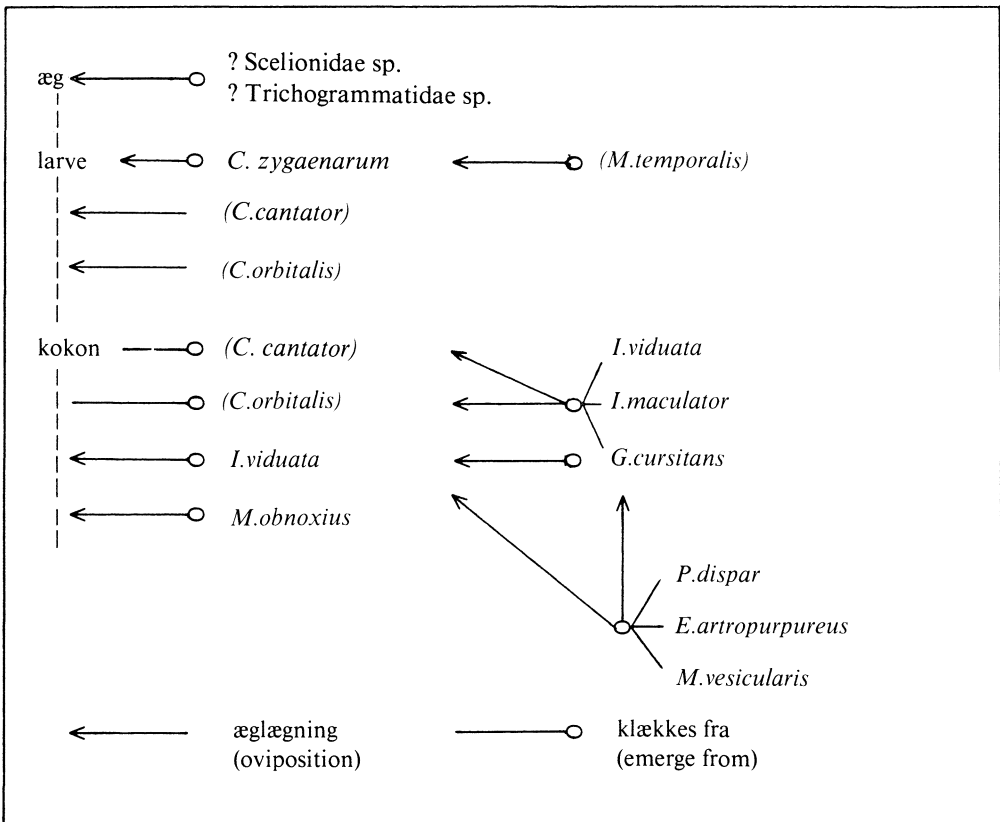 ? Scelionidae sp.
æg
? Trichogrammatidae sp.
larve C. zygaenarum (M.temporalis)
(C.cantator)
(C.orbitalis)
kokon (C. cantator) I.viduata
(C.orbitalis) I.maculator
I.viduata G.cursitans
M.obnoxius
P.dispar
E.artropurpureus
M.vesicularis
æglægning klækkes fra
(oviposition) (emerge from)